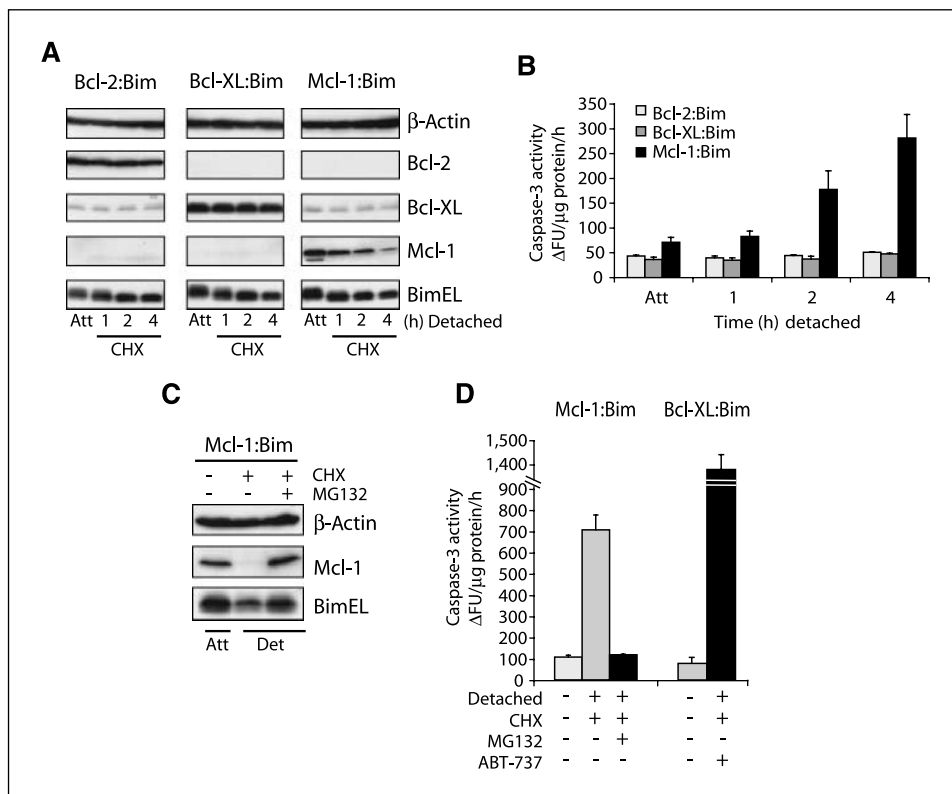 A
Bcl-2:Bim Bcl-XL:Bim Mcl-1:Bim
β-Actin
Bcl-2
Bcl-XL
Mcl-1
BimEL
Att 1 2 4 Att 1 2 4 Att 1 2 4 (h) Detached
CHX CHX CHX
B
Caspase-3 activity
ΔFU/μg protein/h
350
300
250
200
150
100
50
0
Bcl-2:Bim
Bcl-XL:Bim
Mcl-1:Bim
Att 1 2 4
Time (h) detached
C
Mcl-1:Bim
- + + CHX
- - + MG132
β-Actin
Mcl-1
BimEL
Att Det
D
Mcl-1:Bim Bcl-XL:Bim
Caspase-3 activity
ΔFU/μg protein/h
1,500
1,400
900
800
700
600
500
400
300
200
100
0
Detached - + + - +
CHX - + + - +
MG132 - - + - -
ABT-737 - - - - +